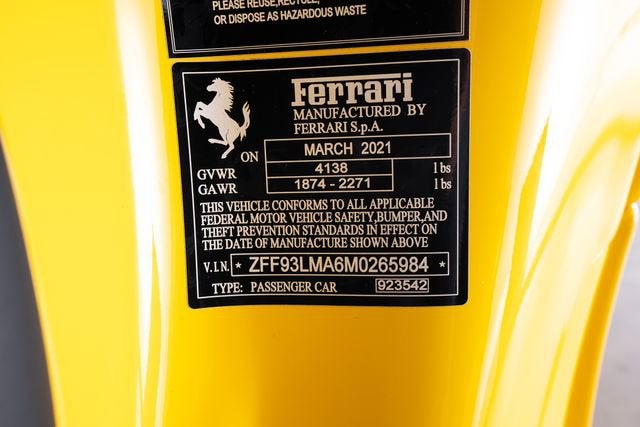 PLEASE REUSE,RECYCLE,
OR DISPOSE AS HAZARDOUS WASTE
Ferrari
MANUFACTURED BY
FERRARI S.p.A.
ON MARCH 2021
GVWR 4138 lbs
GAWR 1874 - 2271 lbs
THIS VEHICLE CONFORMS TO ALL APPLICABLE
FEDERAL MOTOR VEHICLE SAFETY,BUMPER,AND
THEFT PREVENTION STANDARDS IN EFFECT ON
THE DATE OF MANUFACTURE SHOWN ABOVE
V.I.N. * ZFF93LMA6M0265984 *
TYPE: PASSENGER CAR 923542